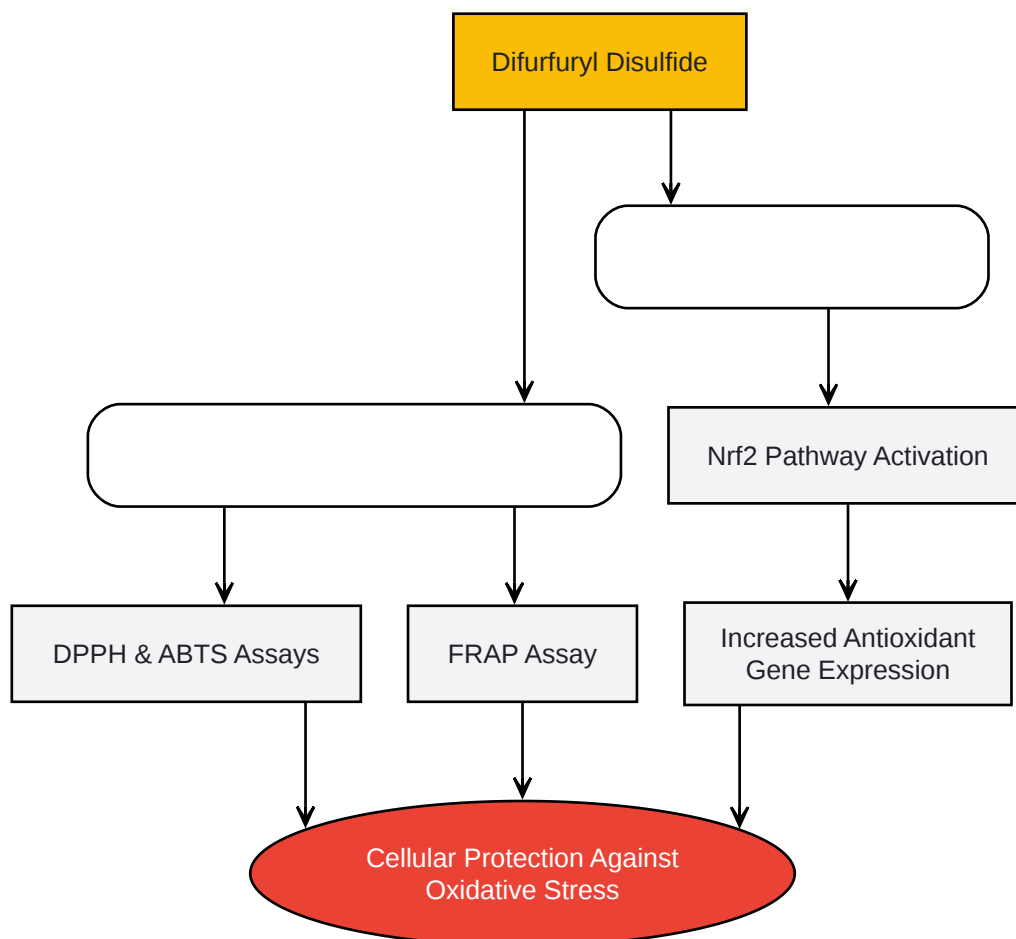 Difurfuryl Disulfide
Nrf2 Pathway Activation
DPPH & ABTS Assays
FRAP Assay
Increased Antioxidant
Gene Expression
Cellular Protection Against
Oxidative Stress